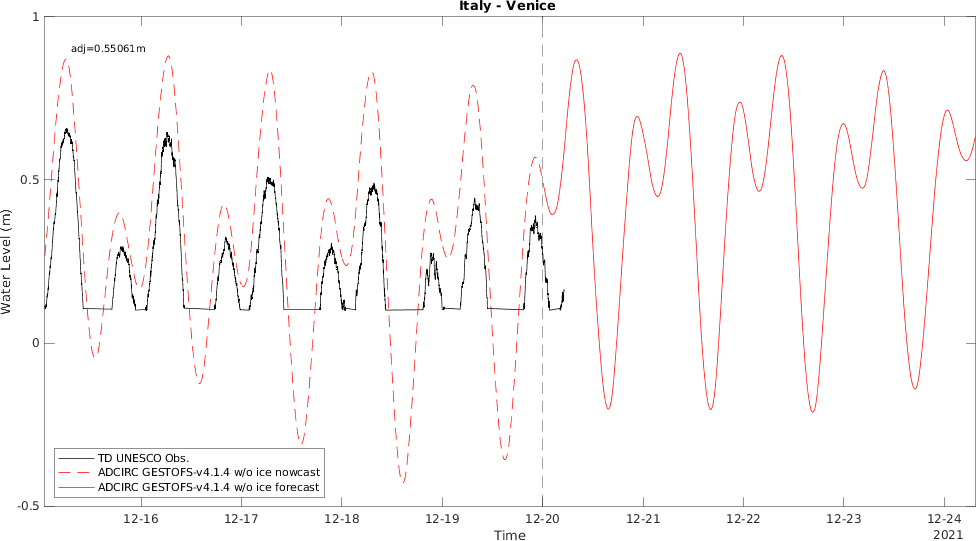 Italy - Venice
adj=0.55061m
1
0.5
0
-0.5
Water Level (m)
TD UNESCO Obs.
ADCIRC GESTOFS-v4.1.4 w/o ice nowcast
ADCIRC GESTOFS-v4.1.4 w/o ice forecast
12-16 12-17 12-18 12-19 12-20 12-21 12-22 12-23 12-24
Time
2021